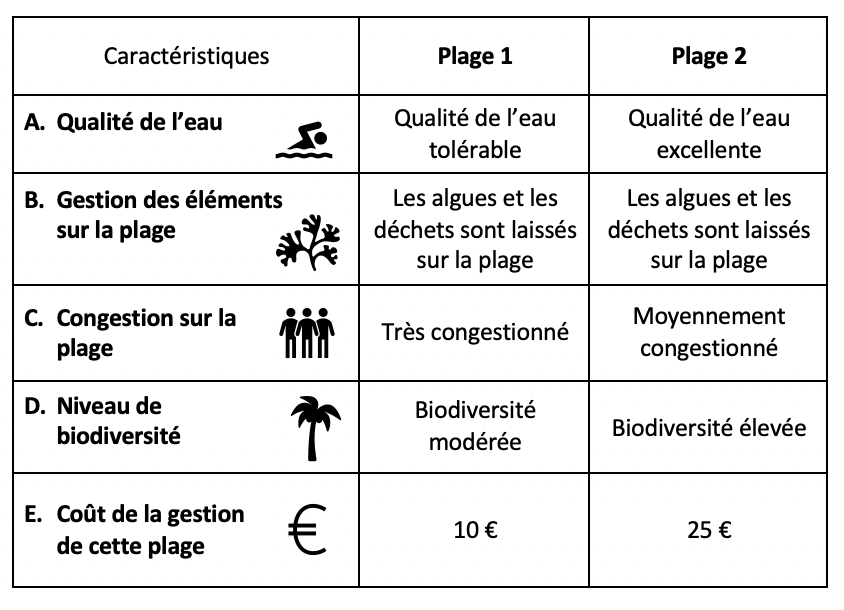 Caractéristiques
Plage 1
Plage 2
A. Qualité de l’eau
Qualité de l’eau
tolérable
Qualité de l’eau
excellente
B. Gestion des éléments
sur la plage
Les algues et les
déchets sont laissés
sur la plage
Les algues et les
déchets sont laissés
sur la plage
C. Congestion sur la
plage
Très congestionné
Moyennement
congestionné
D. Niveau de
biodiversité
Biodiversité
modérée
Biodiversité élevée
E. Coût de la gestion
de cette plage
€
10 €
25 €